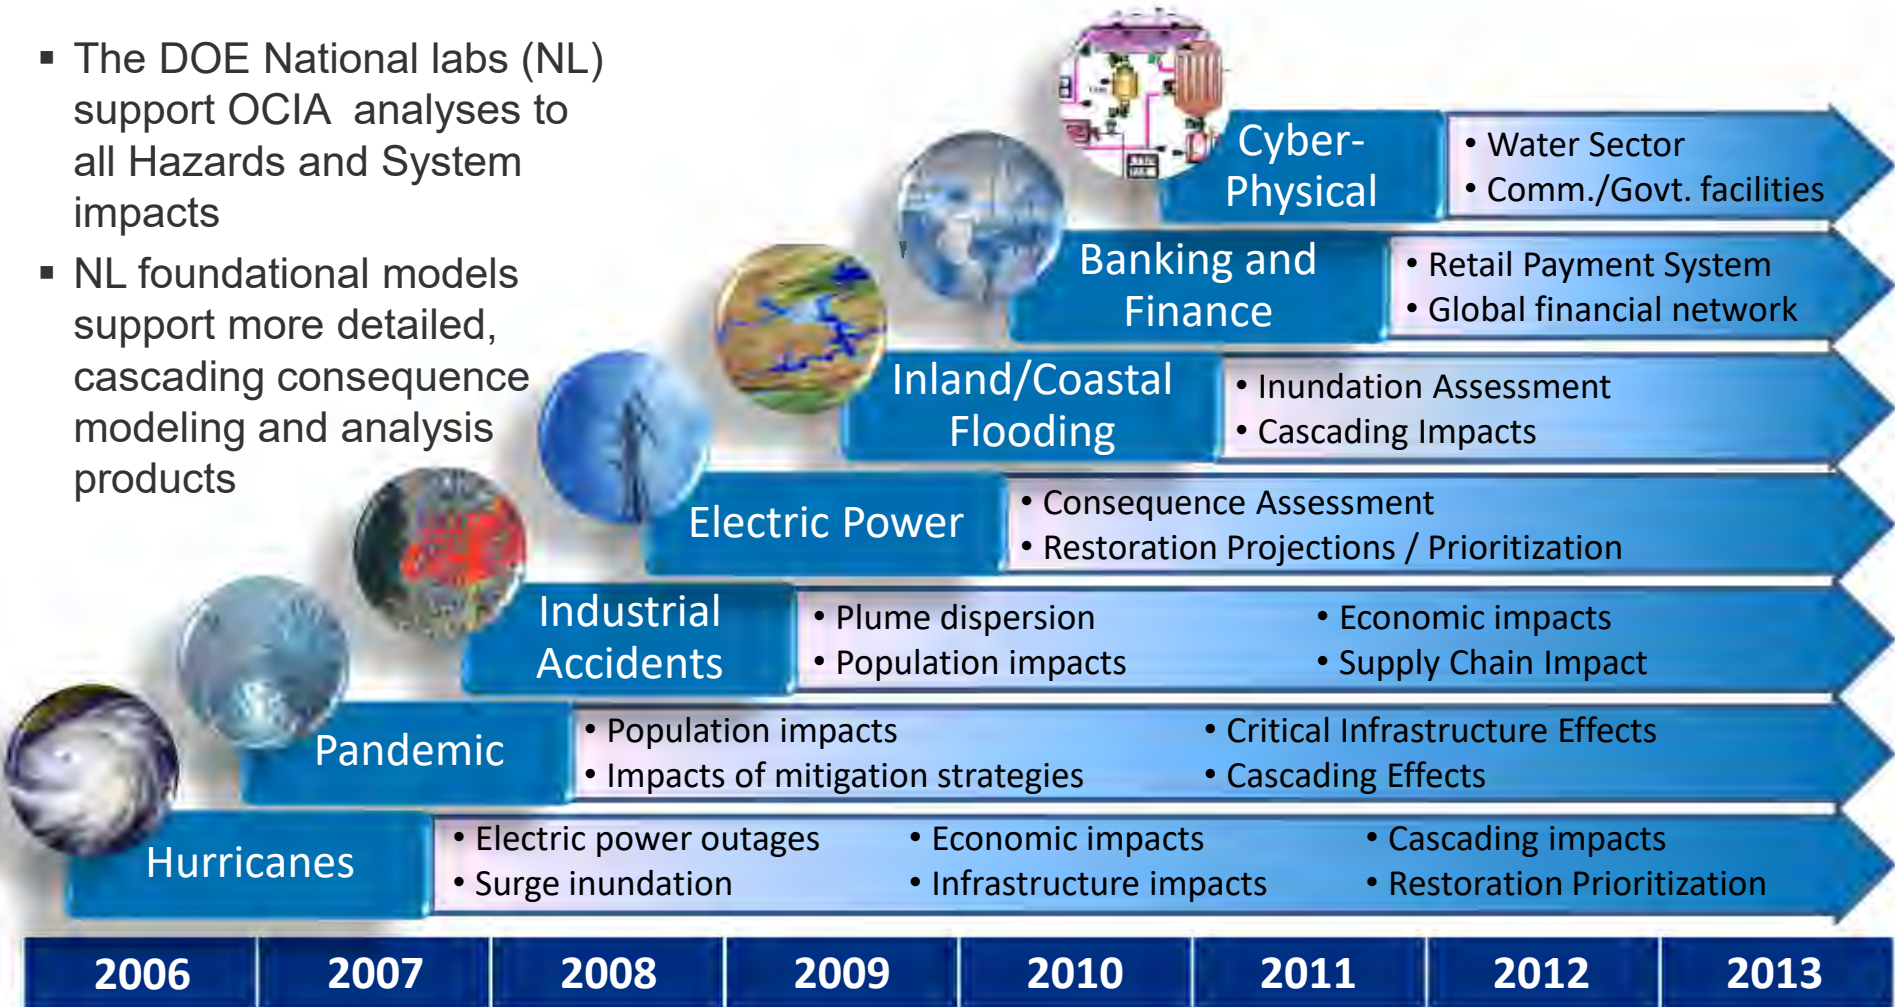 ▪ The DOE National labs (NL)
support OCIA analyses to
all Hazards and System
impacts
▪ NL foundational models
support more detailed,
cascading consequence
modeling and analysis
products
Cyber-
Physical
• Water Sector
• Comm./Govt. facilities
Banking and
Finance
• Retail Payment System
• Global financial network
Inland/Coastal
Flooding
• Inundation Assessment
• Cascading Impacts
Electric Power
• Consequence Assessment
• Restoration Projections / Prioritization
Industrial
Accidents
• Plume dispersion
• Population impacts
• Economic impacts
• Supply Chain Impact
Pandemic
• Population impacts
• Impacts of mitigation strategies
• Critical Infrastructure Effects
• Cascading Effects
Hurricanes
• Electric power outages
• Surge inundation
• Economic impacts
• Infrastructure impacts
• Cascading impacts
• Restoration Prioritization
2006 2007 2008 2009 2010 2011 2012 2013